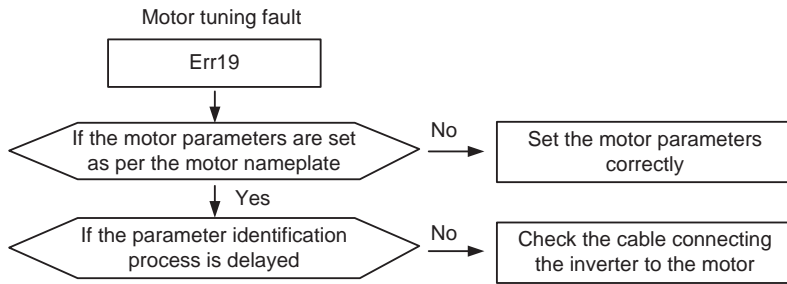 Motor tuning fault
Err19
If the motor parameters are set
as per the motor nameplate
No
Set the motor parameters
correctly
Yes
If the parameter identification
process is delayed
No
Check the cable connecting
the inverter to the motor